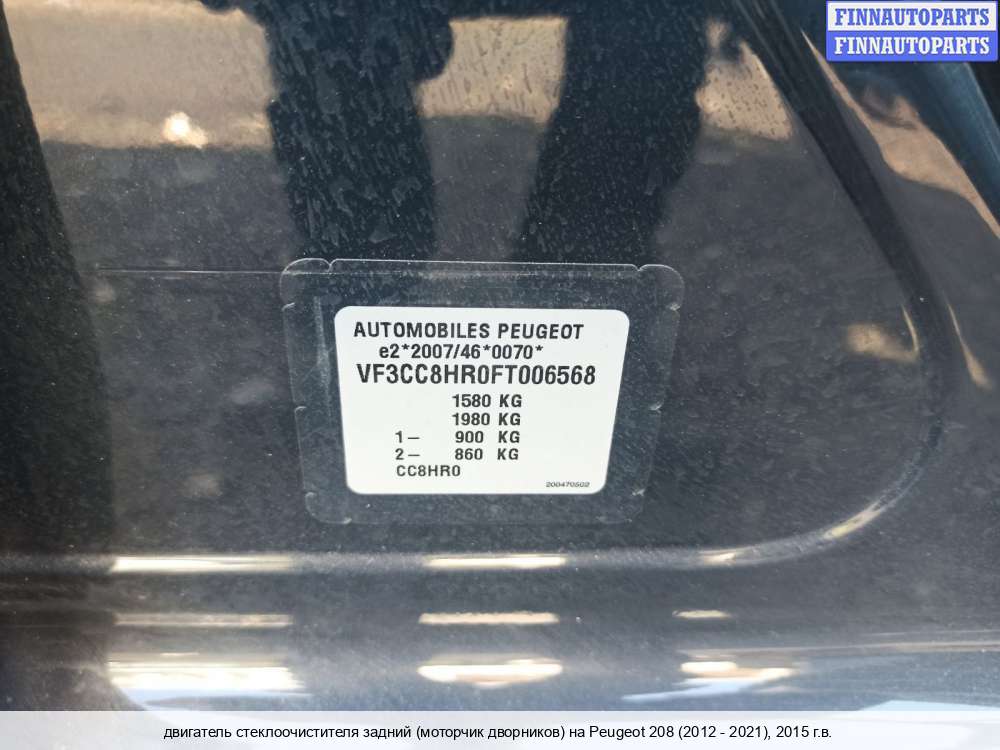 FINNAUTOPARTS
FINNAUTOPARTS
AUTOMOBILES PEUGEOT
e2*2007/46*0070*
VF3CC8HR0FT006568
1580 KG
1980 KG
1– 900 KG
2– 860 KG
CC8HR0
200470502
двигатель стеклоочистителя задний (моторчик дворников) на Peugeot 208 (2012 - 2021), 2015 г.в.